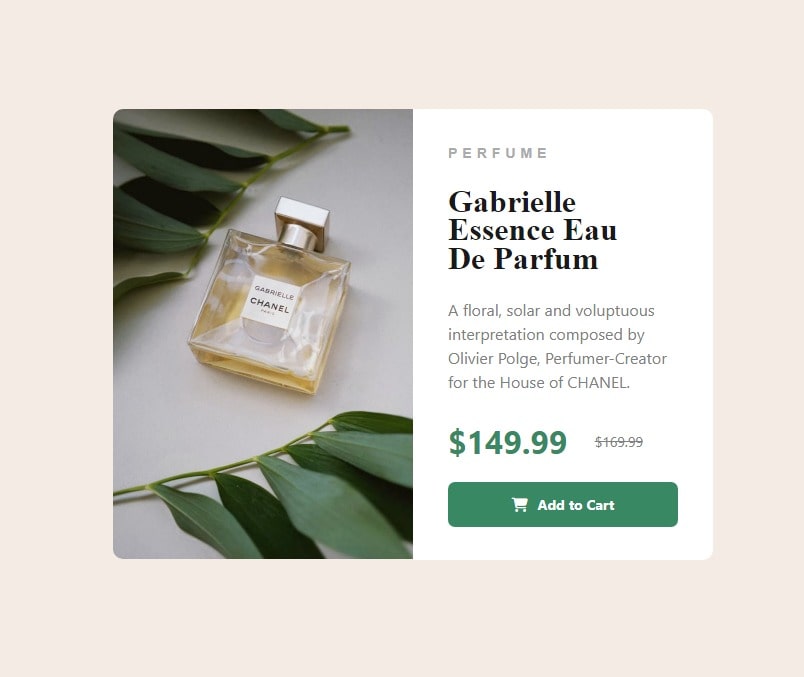 GABRIELLE
CHANEL
PARIS
PERFUME
Gabrielle
Essence Eau
De Parfum
A floral, solar and voluptuous
interpretation composed by
Olivier Polge, Perfumer-Creator
for the House of CHANEL.
$149.99 $169.99
Add to Cart